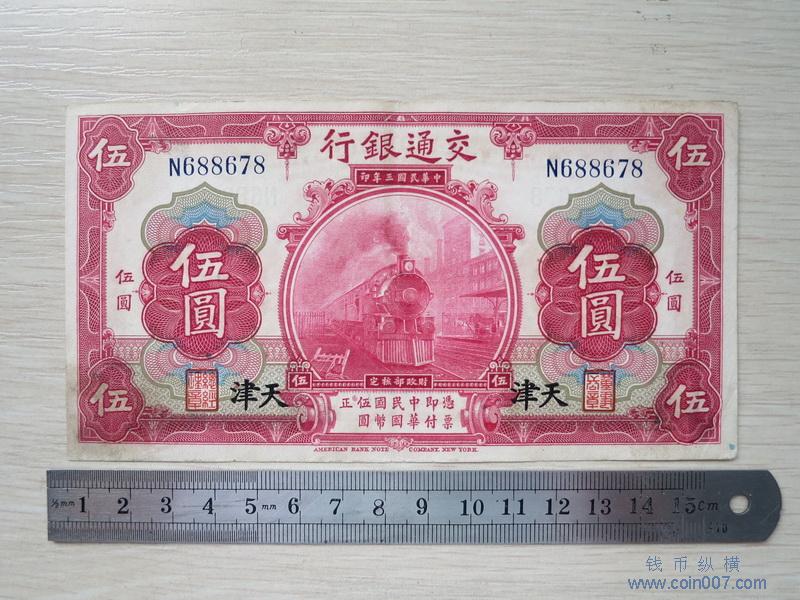 行銀通交
印年三國民華中
N688678
N688678
伍
伍
伍圓
伍圓
伍圓
伍圓
伍
伍
津天
津天
伍
定核部政財
伍
正伍國民中即憑
圓幣國華付票
AMERICAN BANK NOTE COMPANY, NEW YORK.
½mm 1 2 3 4 5mm 6 7 8 9 10 11 12 13 14 15cm
钱币纵横
www.coin007.com